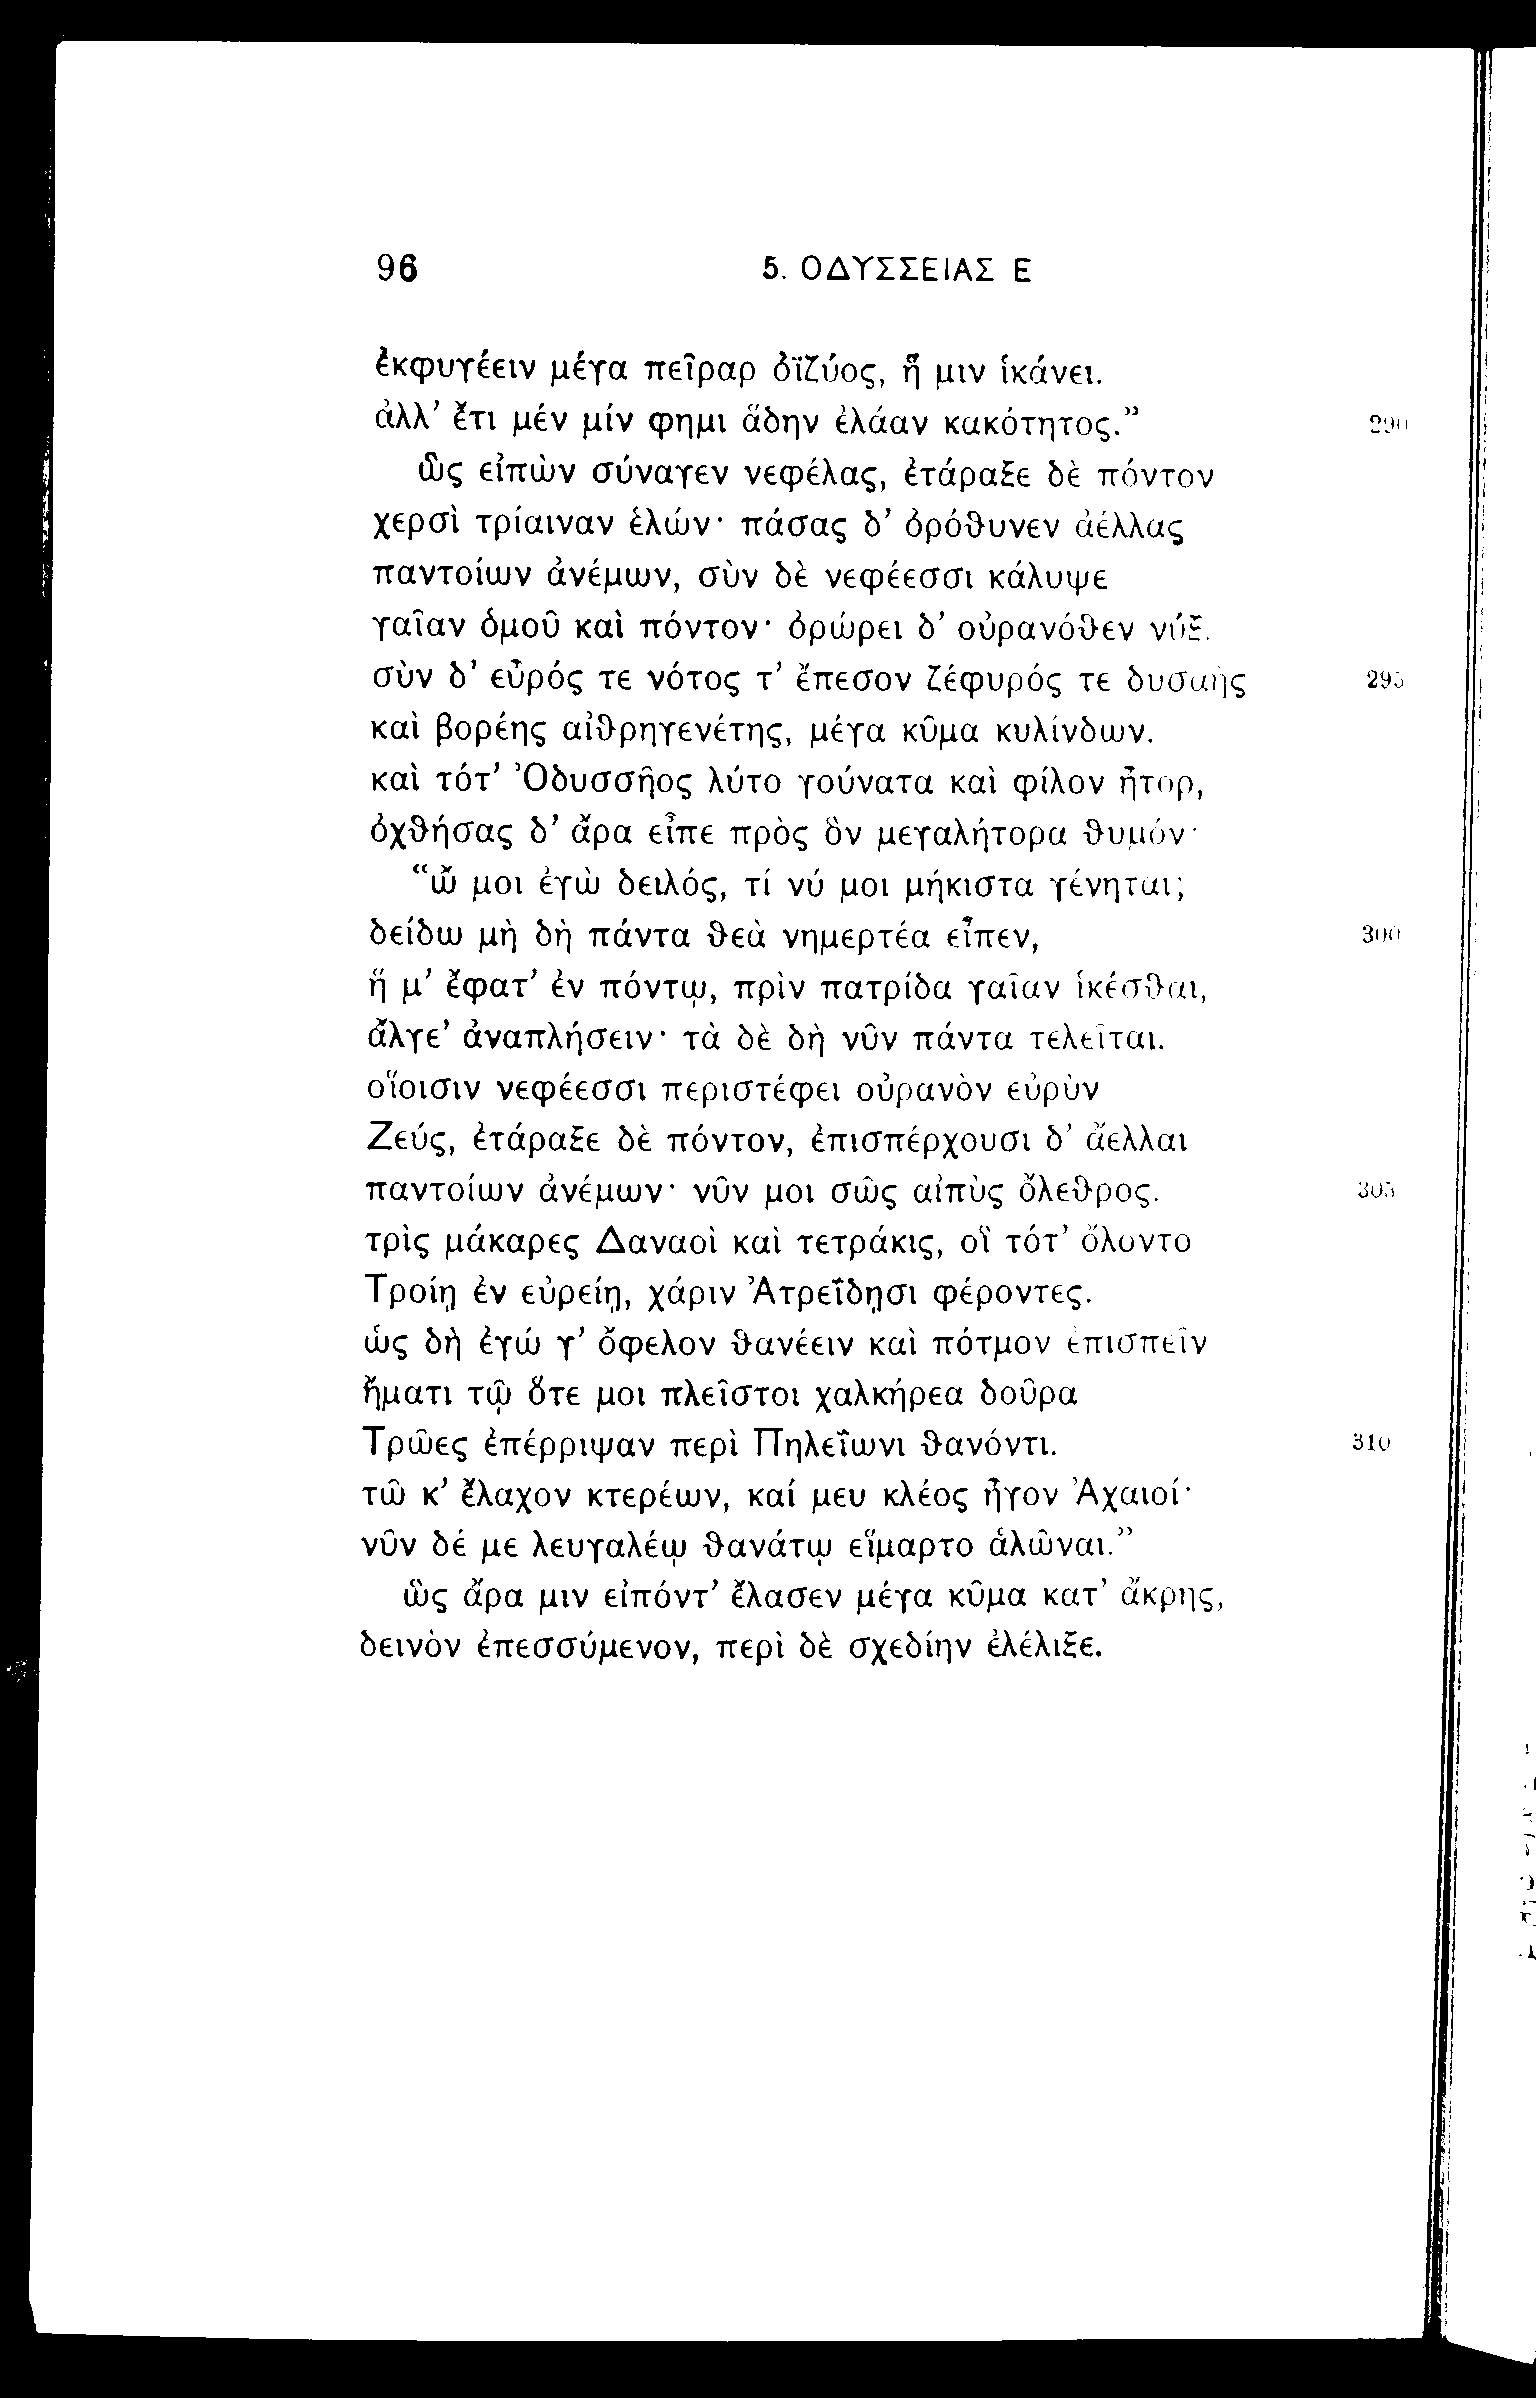 96 5. ΟΔΥΣΣΕΙΑΣ Ε
ἐκφυγέειν μέγα πεῖραρ ὀϊζύος, ἥ μιν ἱκάνει.
ἀλλ’ ἔτι μέν μίν φημι ἅδην ἐλάαν κακότητος.” 290
ὣς εἰπὼν σύναγεν νεφέλας, ἐτάραξε δὲ πόντον
χερσὶ τρίαιναν ἑλών· πάσας δ’ ὀρόθυνεν ἀέλλας
παντοίων ἀνέμων, σὺν δὲ νεφέεσσι κάλυψε
γαῖαν ὁμοῦ καὶ πόντον· ὀρώρει δ’ οὐρανόθεν νύξ.
σὺν δ’ εὖρός τε νότος τ’ ἔπεσον ζέφυρός τε δυσαὴς 295
καὶ βορέης αἰθρηγενέτης, μέγα κῦμα κυλίνδων.
καὶ τότ’ Ὀδυσσῆος λύτο γούνατα καὶ φίλον ἦτορ,
ὀχθήσας δ’ ἄρα εἶπε πρὸς ὃν μεγαλήτορα θυμόν·
“ὤ μοι ἐγὼ δειλός, τί νύ μοι μήκιστα γένηται;
δείδω μὴ δὴ πάντα θεὰ νημερτέα εἶπεν, 300
ἥ μ’ ἔφατ’ ἐν πόντῳ, πρὶν πατρίδα γαῖαν ἱκέσθαι,
ἄλγε’ ἀναπλήσειν· τὰ δὲ δὴ νῦν πάντα τελεῖται.
οἵοισιν νεφέεσσι περιστέφει οὐρανὸν εὐρὺν
Ζεύς, ἐτάραξε δὲ πόντον, ἐπισπέρχουσι δ’ ἄελλαι
παντοίων ἀνέμων· νῦν μοι σῶς αἰπὺς ὄλεθρος. 305
τρὶς μάκαρες Δαναοὶ καὶ τετράκις, οἳ τότ’ ὄλοντο
Τροίῃ ἐν εὐρείῃ, χάριν Ἀτρεΐδῃσι φέροντες.
ὡς δὴ ἐγώ γ’ ὄφελον θανέειν καὶ πότμον ἐπισπεῖν
ἤματι τῷ ὅτε μοι πλεῖστοι χαλκήρεα δοῦρα
Τρῶες ἐπέρριψαν περὶ Πηλεΐωνι θανόντι. 310
τῶ κ’ ἔλαχον κτερέων, καί μευ κλέος ἦγον Ἀχαιοί·
νῦν δέ με λευγαλέῳ θανάτῳ εἵμαρτο ἁλῶναι.”
ὣς ἄρα μιν εἰπόντ’ ἔλασεν μέγα κῦμα κατ’ ἄκρης,
δεινὸν ἐπεσσύμενον, περὶ δὲ σχεδίην ἐλέλιξε.